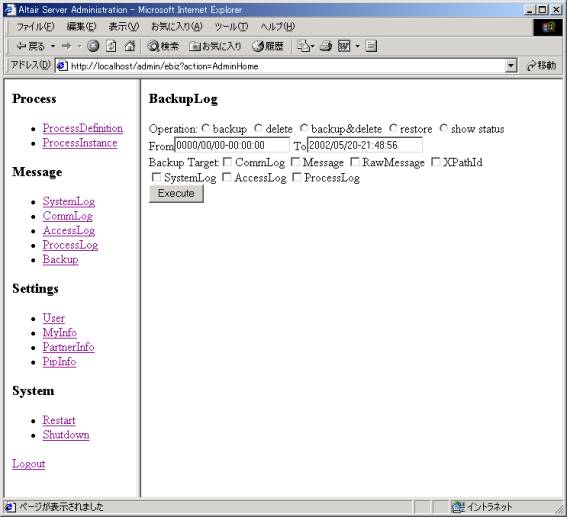 Altair Server Administration - Microsoft Internet Explorer
ファイル(F) 編集(E) 表示(V) お気に入り(A) ツール(T) ヘルプ(H)
戻る 検索 お気に入り 履歴
アドレス(D) http://localhost/admin/ebiz?action=AdminHome 移動
Process
ProcessDefinition
ProcessInstance
Message
SystemLog
CommLog
AccessLog
ProcessLog
Backup
Settings
User
MyInfo
PartnerInfo
PipInfo
System
Restart
Shutdown
Logout
BackupLog
Operation: backup delete backup&delete restore show status
From 0000/00/00-00:00:00 To 2002/05/20-21:48:56
Backup Target: CommLog Message RawMessage XPathId
SystemLog AccessLog ProcessLog
Execute
ページが表示されました イントラネット